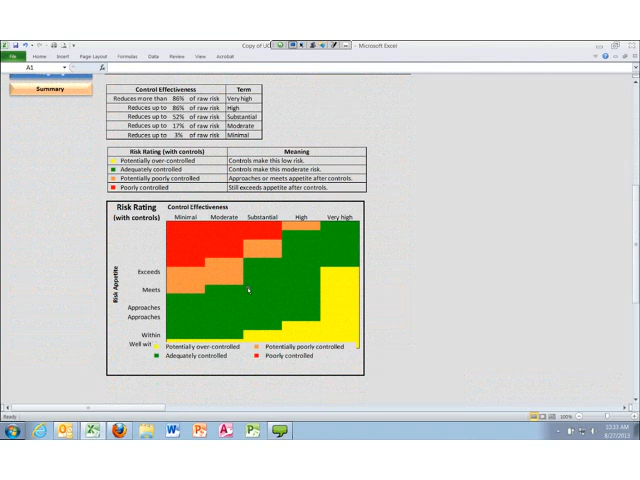 Copy of UC
- Microsoft Excel
File Home Insert Page Layout Formulas Data Review View Acrobat
A1 fx
Summary
Control Effectiveness Term
Reduces more than 86% of raw risk Very high
Reduces up to 86% of raw risk High
Reduces up to 52% of raw risk Substantial
Reduces up to 17% of raw risk Moderate
Reduces up to 3% of raw risk Minimal
Risk Rating (with controls) Meaning
Potentially over-controlled Controls make this low risk.
Adequately controlled Controls make this moderate risk.
Potentially poorly controlled Approaches or meets appetite after controls.
Poorly controlled Still exceeds appetite after controls.
Risk Rating Control Effectiveness
(with controls) Minimal Moderate Substantial High Very high
Risk Appetite
Exceeds
Meets
Approaches
Approaches
Within
Well wit
Potentially over-controlled Potentially poorly controlled
Adequately controlled Poorly controlled
Ready 100%
10:33 AM
8/27/2013